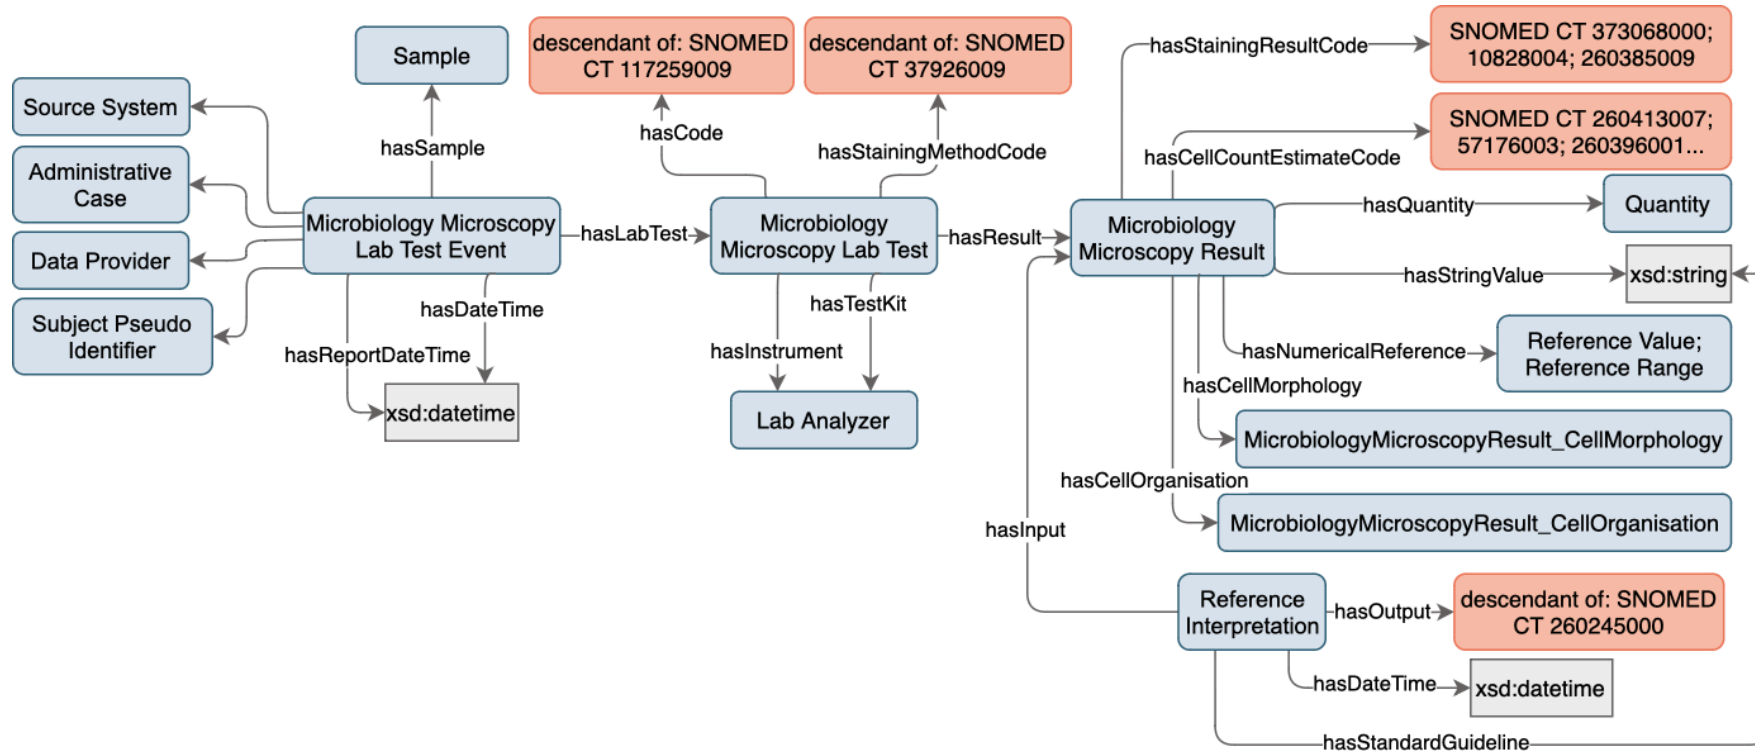 Sample
descendant of: SNOMED
CT 117259009
descendant of: SNOMED
CT 37926009
hasStainingResultCode
SNOMED CT 373068000;
10828004; 260385009
Source System
hasSample
hasCode
hasStainingMethodCode
hasCellCountEstimateCode
SNOMED CT 260413007;
57176003; 260396001...
Administrative
Case
Data Provider
Subject Pseudo
Identifier
Microbiology Microscopy
Lab Test Event
hasLabTest
Microbiology
Microscopy Lab Test
hasResult
Microbiology
Microscopy Result
hasQuantity
Quantity
hasStringValue
xsd:string
hasDateTime
hasReportDateTime
xsd:datetime
hasTestKit
hasInstrument
Lab Analyzer
hasNumericalReference
Reference Value;
Reference Range
hasCellMorphology
MicrobiologyMicroscopyResult_CellMorphology
hasCellOrganisation
MicrobiologyMicroscopyResult_CellOrganisation
hasInput
Reference
Interpretation
hasOutput
descendant of: SNOMED
CT 260245000
hasDateTime
xsd:datetime
hasStandardGuideline